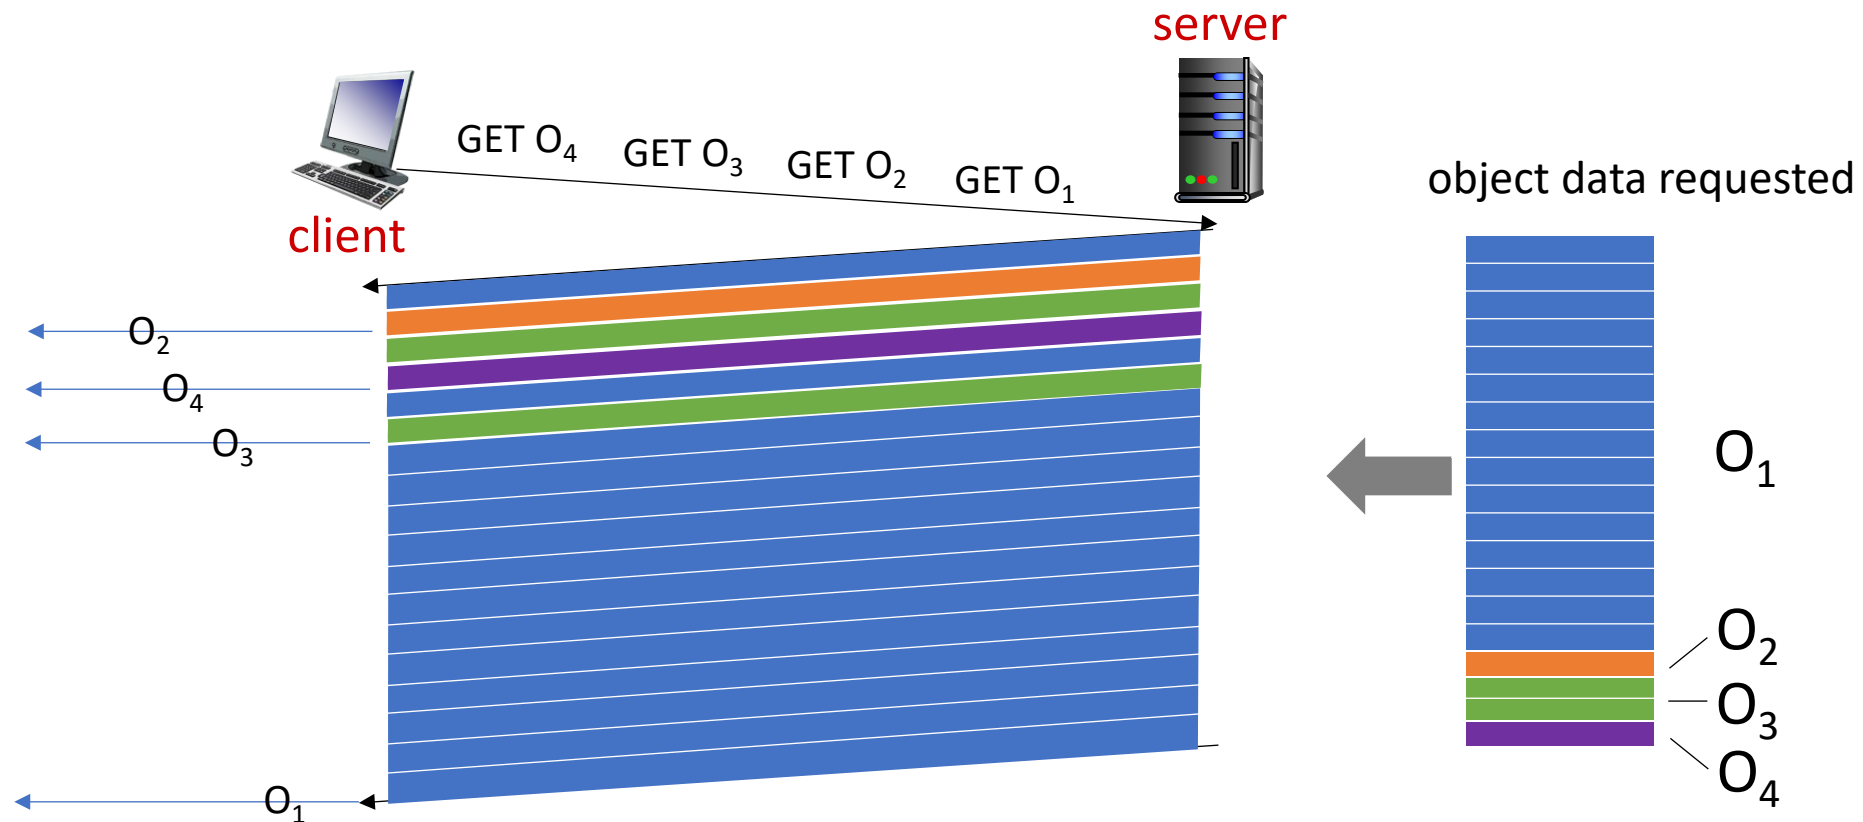 server
GET O₄ GET O₃ GET O₂ GET O₁
object data requested
client
O₂
O₄
O₃
O₁
O₂
O₃
O₄
O₁